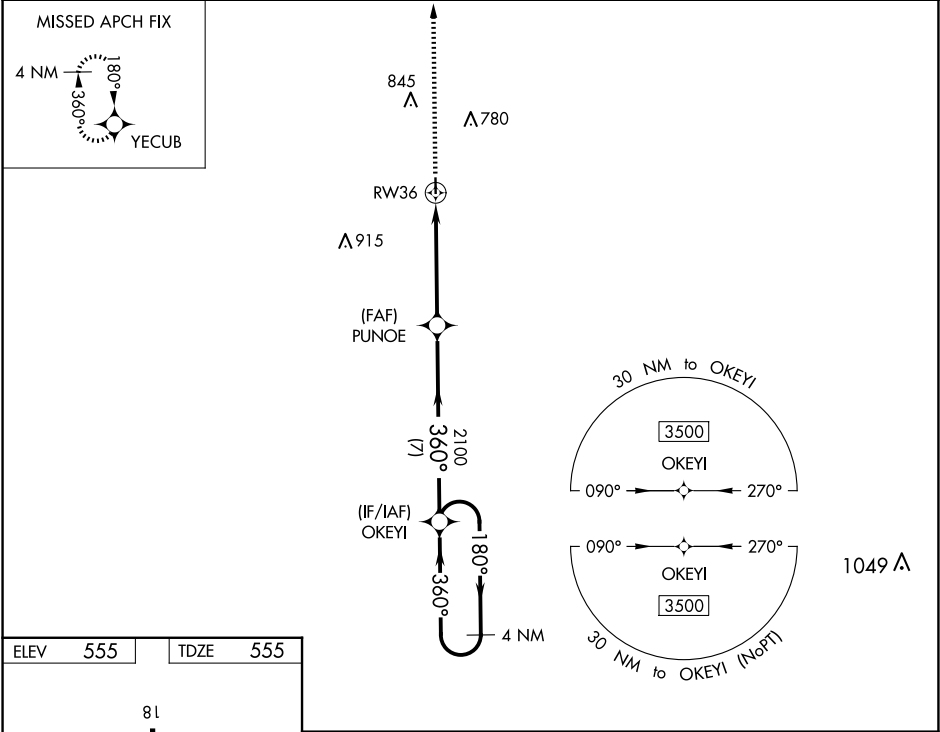 MISSED APCH FIX
4 NM
180°
360°
YECUB
845
780
RW36
915
(FAF)
PUNOE
2100
360°
(7)
(IF/IAF)
OKEYI
180°
360°
4 NM
30 NM to OKEYI
3500
OKEYI
090°
270°
090°
270°
OKEYI
3500
30 NM to OKEYI (NoPT)
1049
ELEV 555
TDZE 555
18